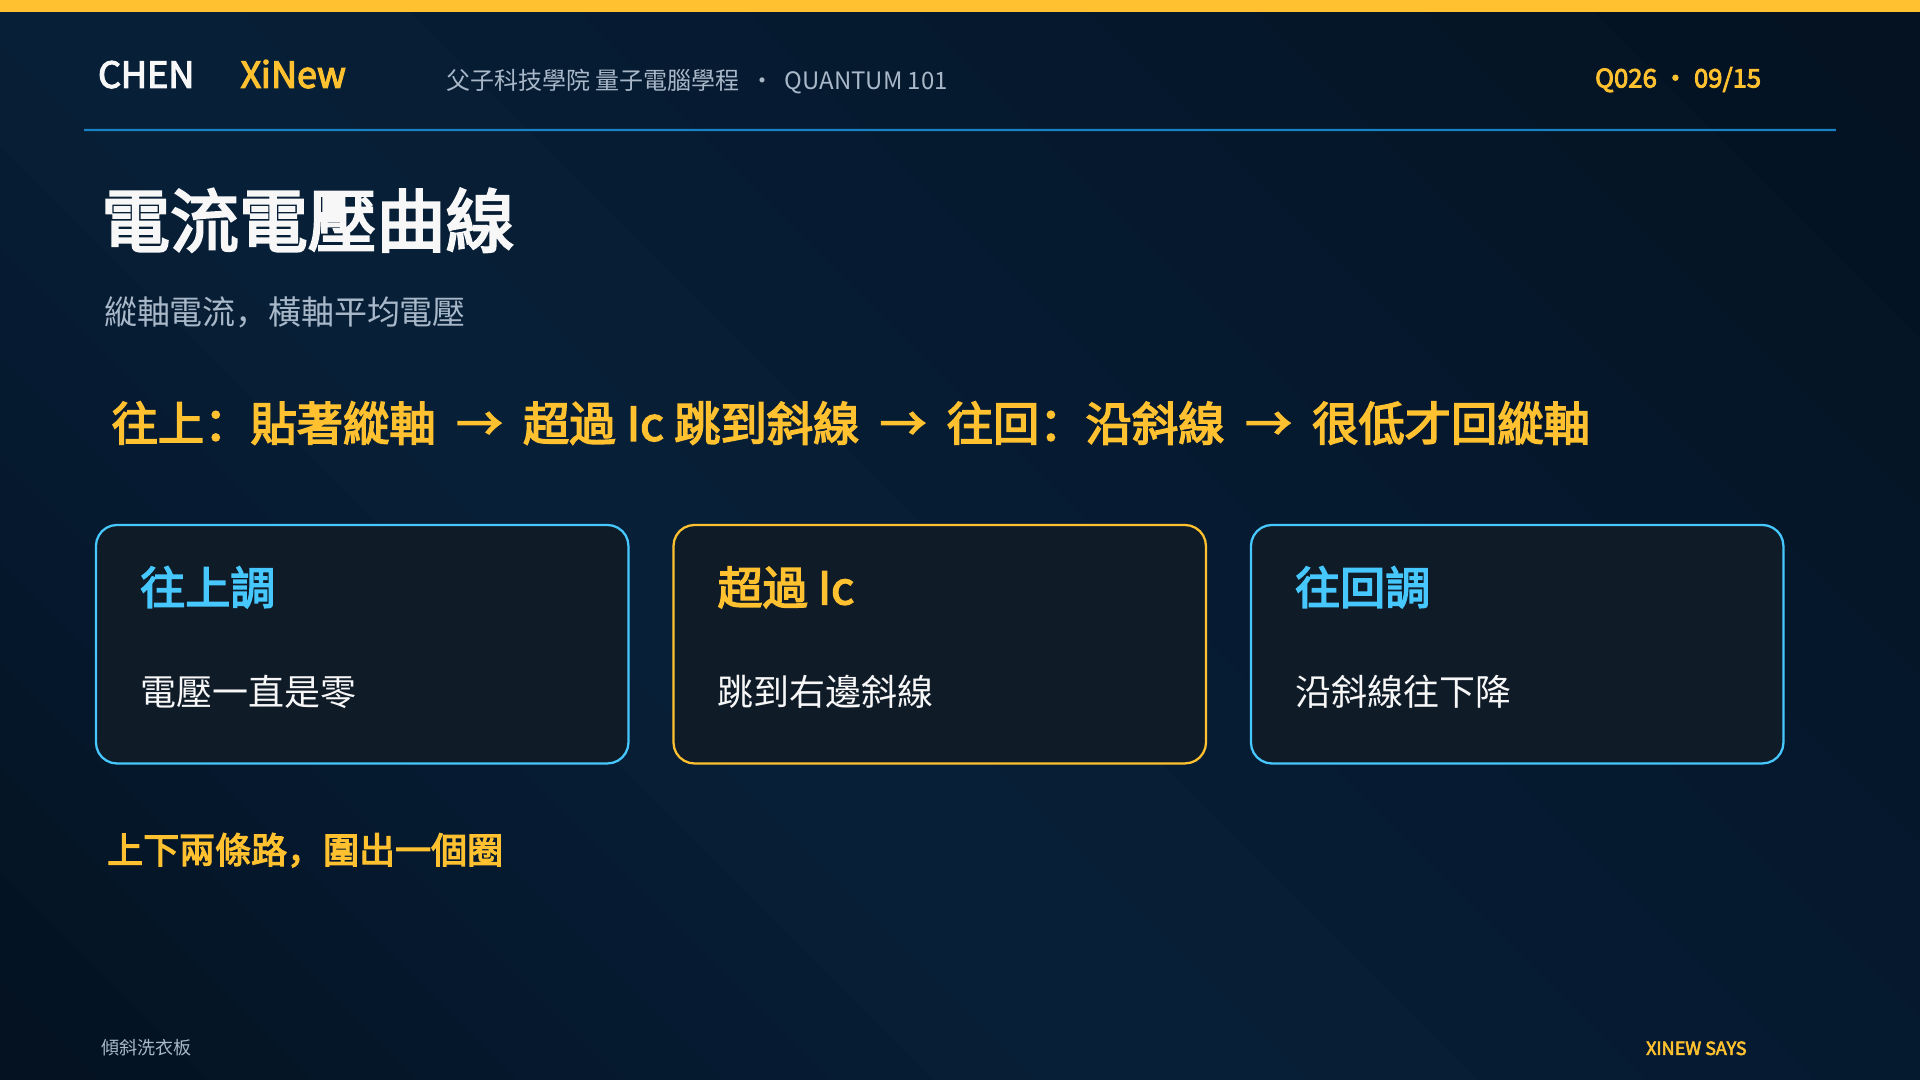 CHEN XiNew 父子科技學院 量子電腦學程 · QUANTUM 101 Q026 · 09/15
電流電壓曲線
縱軸電流，橫軸平均電壓
往上：貼著縱軸 → 超過 Ic 跳到斜線 → 往回：沿斜線 → 很低才回縱軸
往上調
電壓一直是零
超過 Ic
跳到右邊斜線
往回調
沿斜線往下降
上下兩條路，圍出一個圈
傾斜洗衣板
XINEW SAYS